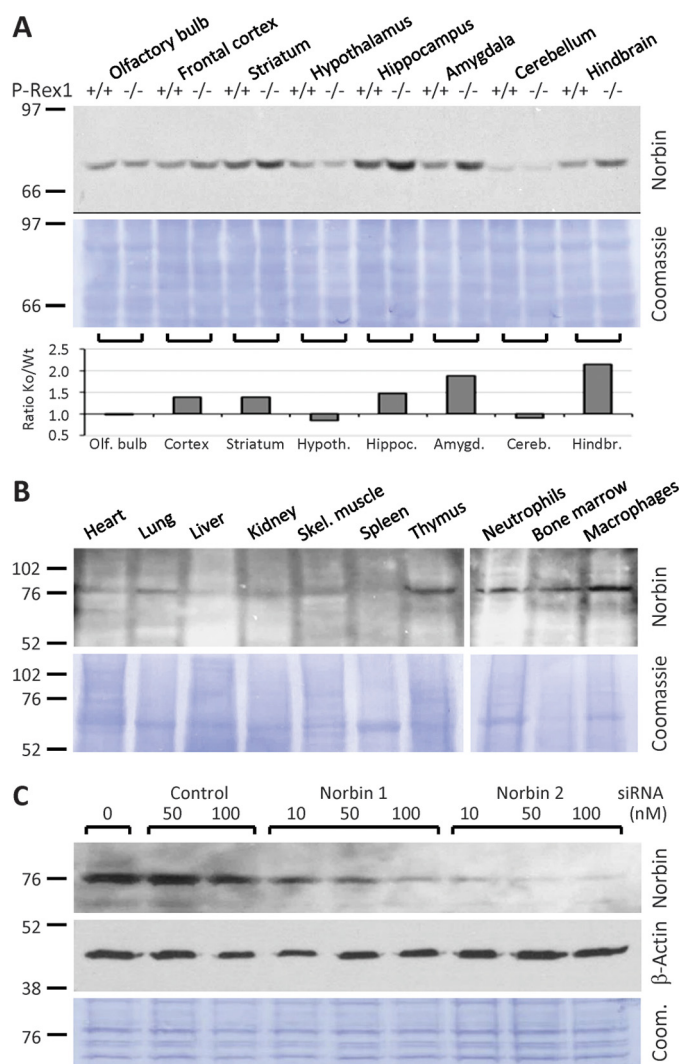 A
Olfactory bulb Frontal cortex Striatum Hypothalamus Hippocampus Amygdala Cerebellum Hindbrain
P-Rex1 +/+ -/- +/+ -/- +/+ -/- +/+ -/- +/+ -/- +/+ -/- +/+ -/- +/+ -/-
97
66
Norbin
97
66
Coomassie
Ratio Ko/Wt
2.5
2.0
1.5
1.0
0.5
Olf. bulb Cortex Striatum Hypoth. Hippoc. Amygd. Cereb. Hindbr.
B
Heart Lung Liver Kidney Skel. muscle Spleen Thymus Neutrophils Bone marrow Macrophages
102
76
52
Norbin
102
76
52
Coomassie
C
Control Norbin 1 Norbin 2 siRNA
0 50 100 10 50 100 10 50 100 (nM)
76
Norbin
52
38
β-Actin
76
Coom.